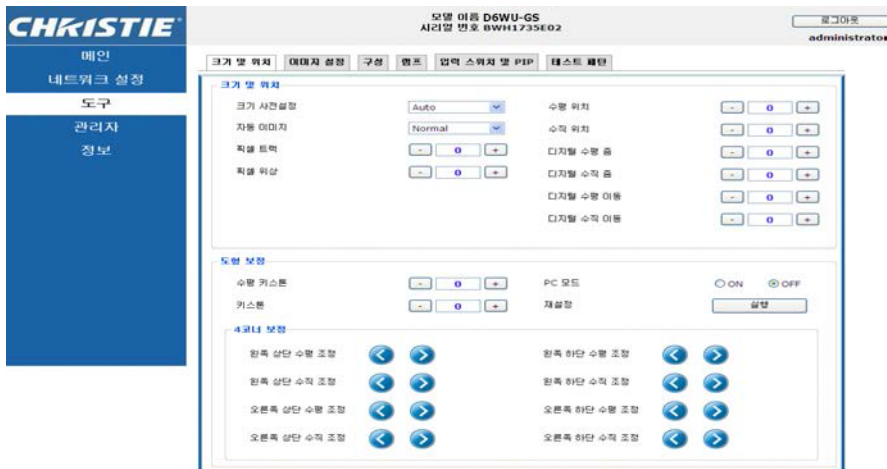 CHRISTIE
모델 이름 D6WU-GS
시리얼 번호 BWH1735E02
로그아웃
administrator
메인
네트워크 설정
도구
관리자
정보
크기 및 위치 이미지 설정 구성 램프 입력 스위치 및 PIP 테스트 패턴
크기 및 위치
크기 사전설정 Auto 수평 위치 - 0 +
자동 이미지 Normal 수직 위치 - 0 +
픽셀 트랙 - 0 + 디지털 수평 줌 - 0 +
픽셀 위상 - 0 + 디지털 수직 줌 - 0 +
디지털 수평 이동 - 0 +
디지털 수직 이동 - 0 +
도형 보정
수평 키스톤 - 0 + PC 모드 ON OFF
키스톤 - 0 + 재설정 실행
4코너 보정
왼쪽 상단 수평 조정 왼쪽 하단 수평 조정
왼쪽 상단 수직 조정 왼쪽 하단 수직 조정
오른쪽 상단 수평 조정 오른쪽 하단 수평 조정
오른쪽 상단 수직 조정 오른쪽 하단 수직 조정